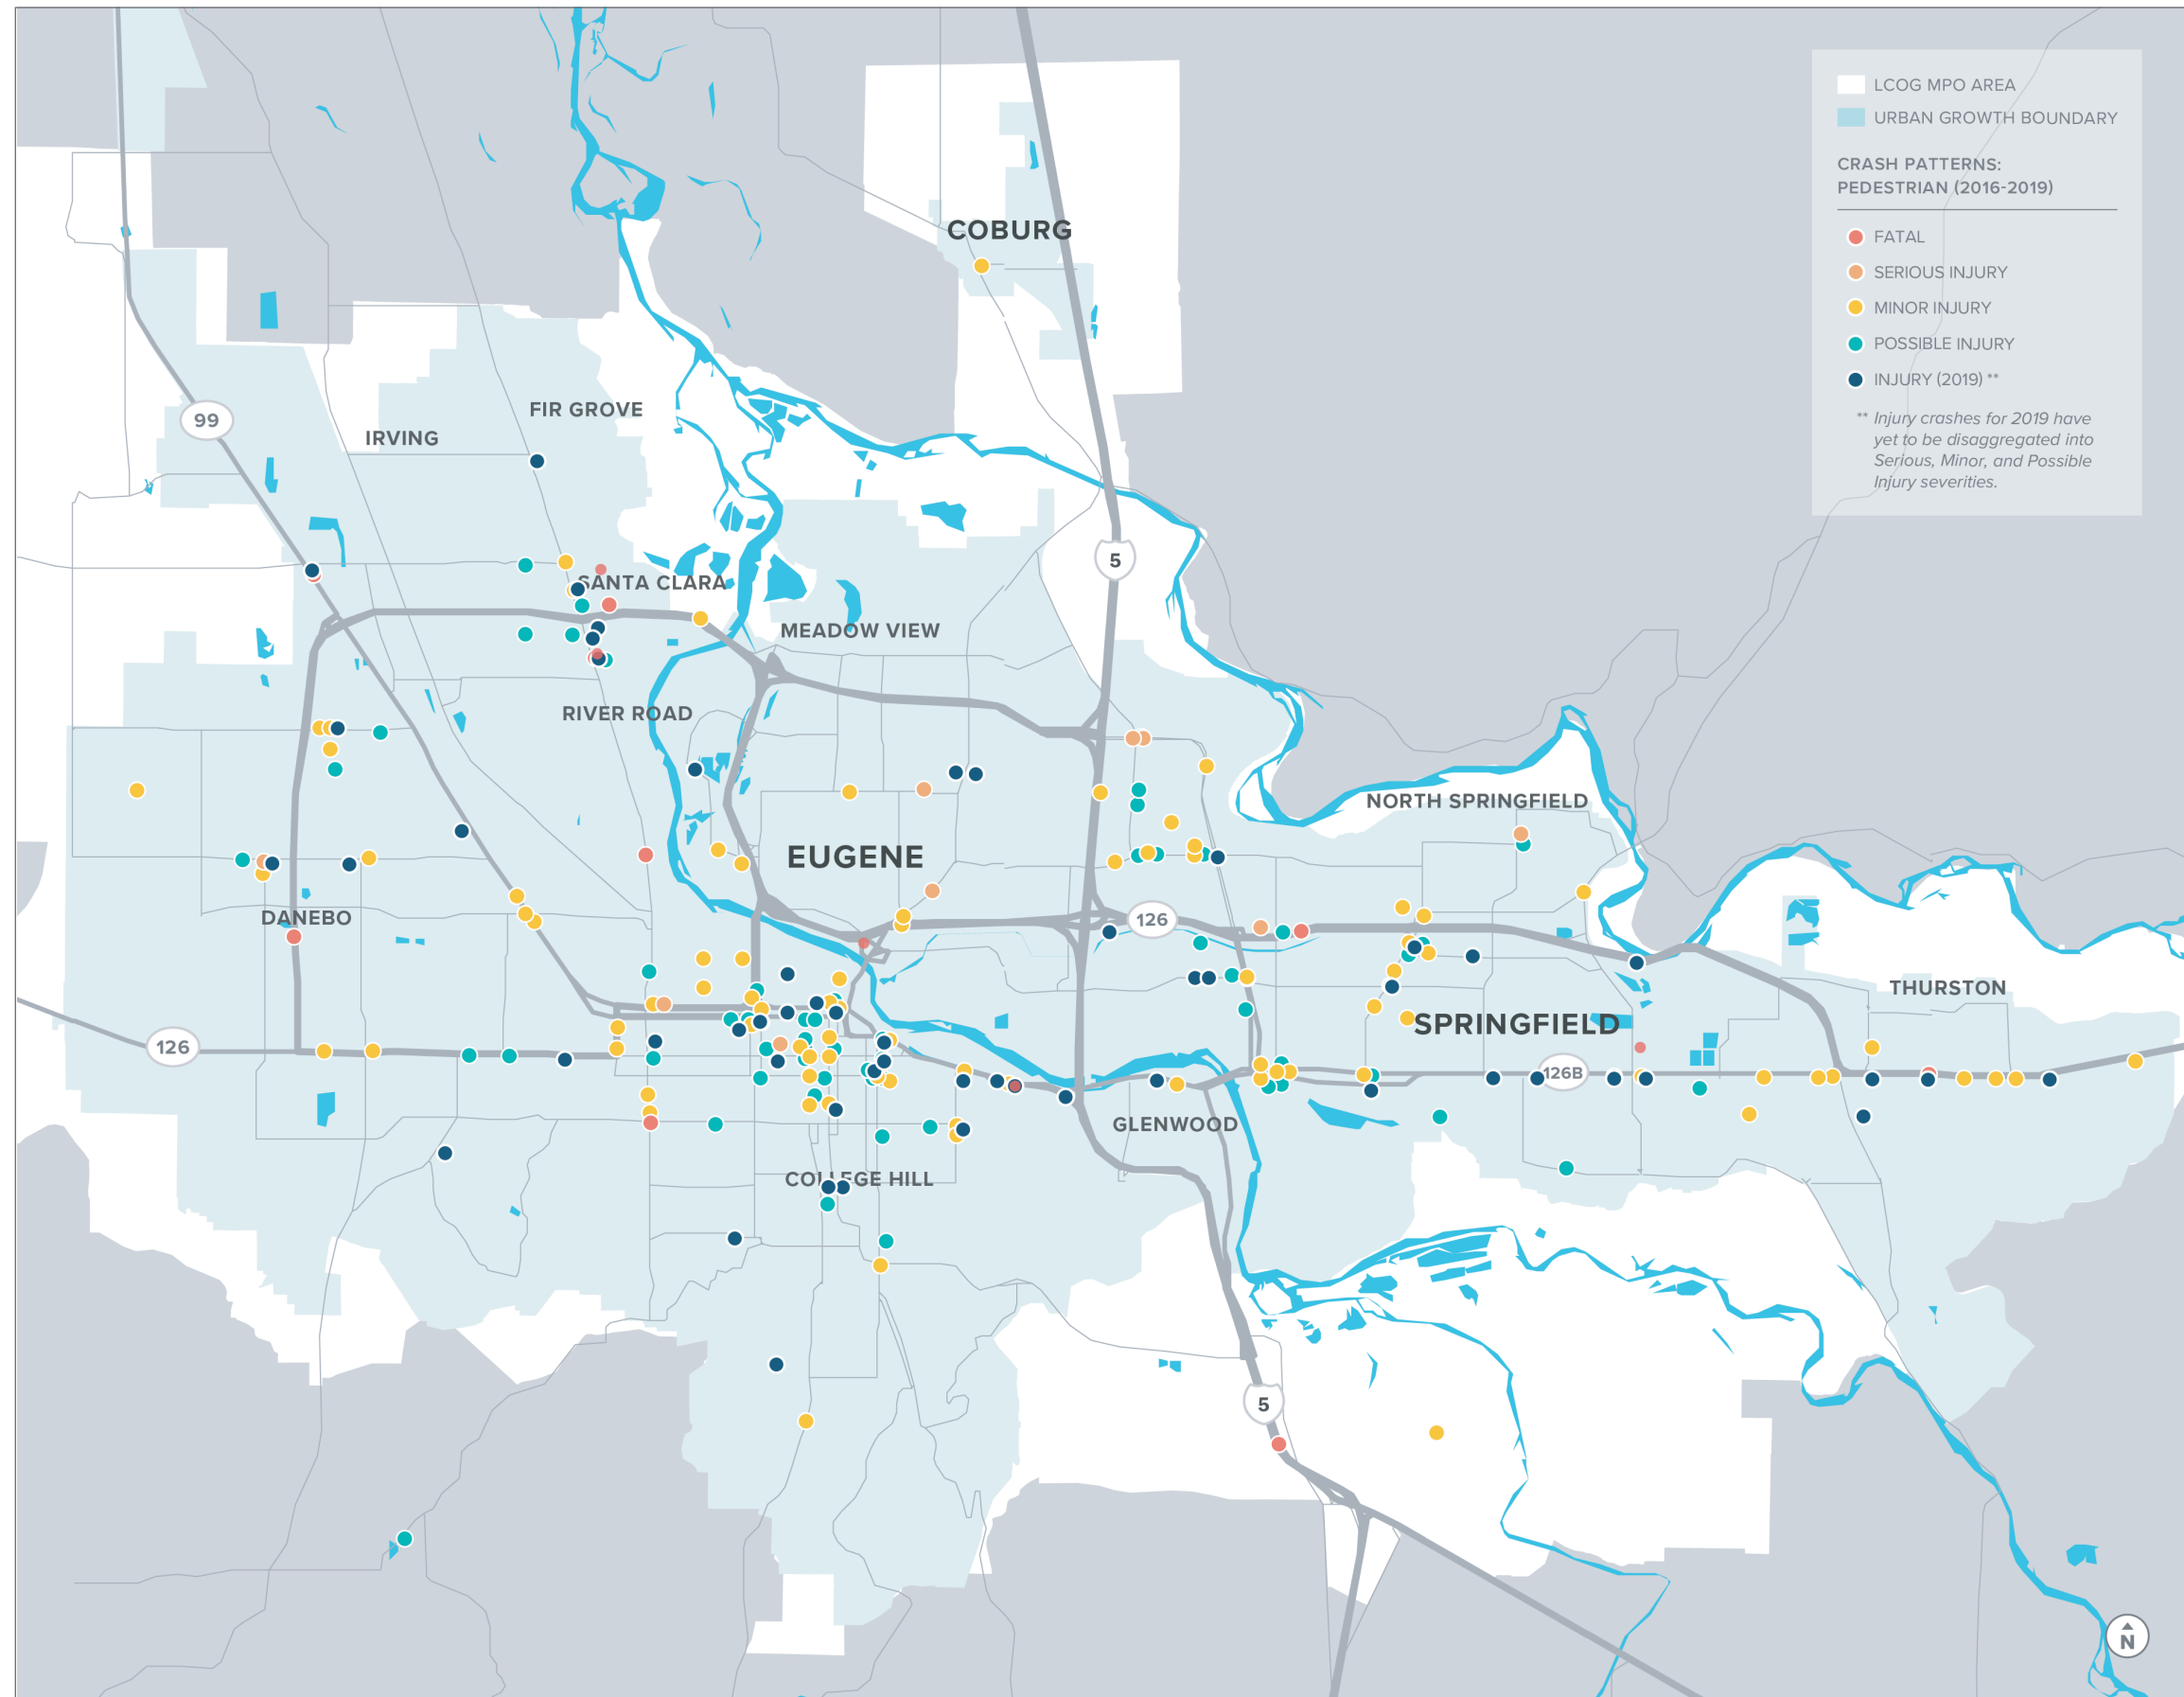 LCOG MPO AREA
URBAN GROWTH BOUNDARY
CRASH PATTERNS:
PEDESTRIAN (2016-2019)
FATAL
SERIOUS INJURY
MINOR INJURY
POSSIBLE INJURY
INJURY (2019) **
** Injury crashes for 2019 have
yet to be disaggregated into
Serious, Minor, and Possible
Injury severities.
COBURG
99
FIR GROVE
IRVING
5
SANTA CLARA
MEADOW VIEW
RIVER ROAD
NORTH SPRINGFIELD
EUGENE
DANEBO
126
THURSTON
SPRINGFIELD
126
126B
GLENWOOD
COLLEGE HILL
5
N